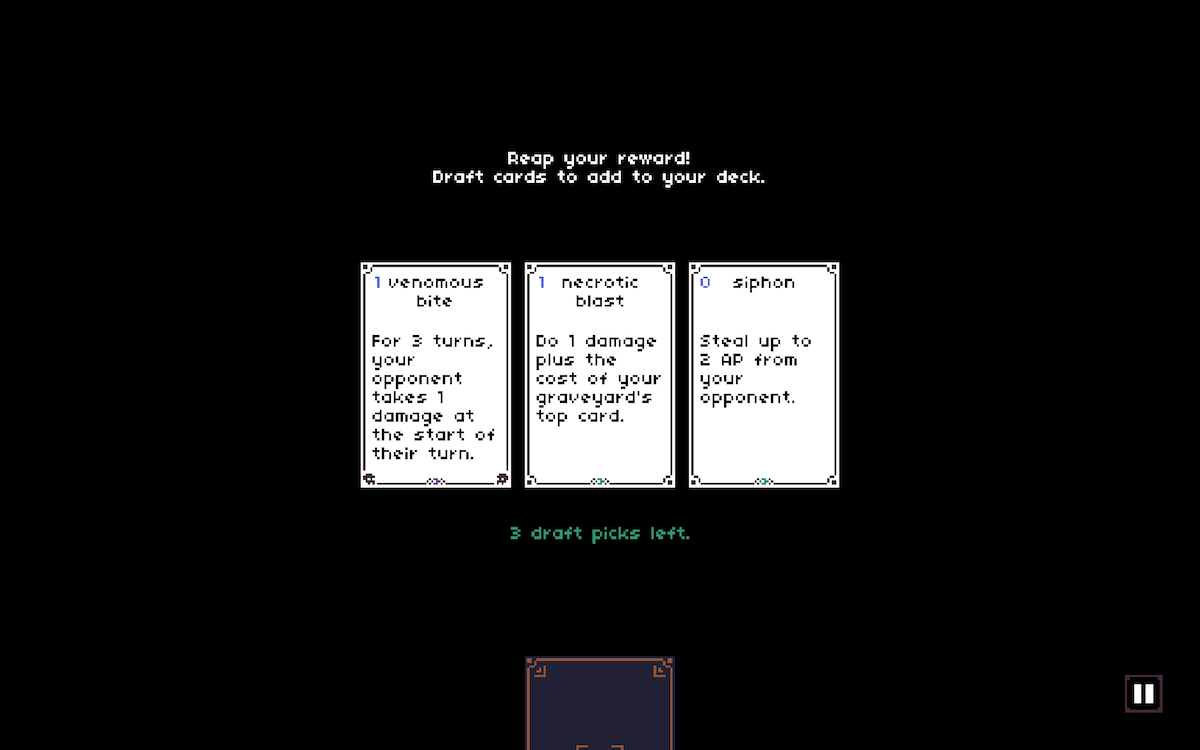 Reap your reward!
Draft cards to add to your deck.
1 venomous
bite
For 3 turns,
your
opponent
takes 1
damage at
the start of
their turn.
1 necrotic
blast
Do 1 damage
plus the
cost of your
graveyard's
top card.
0 siphon
Steal up to
2 AP from
your
opponent.
3 draft picks left.